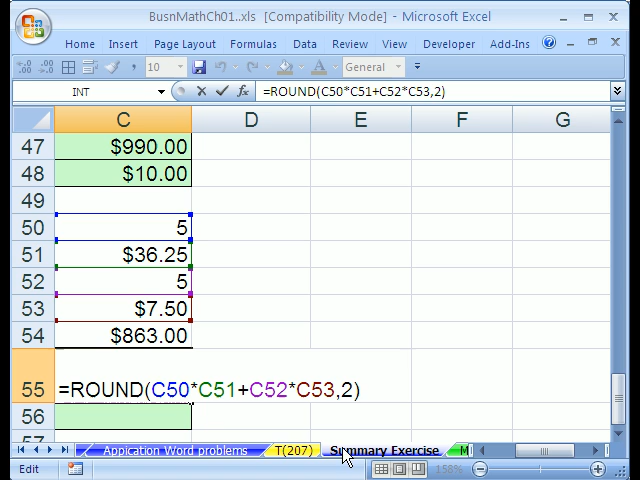 BusnMathCh01..xls [Compatibility Mode] - Microsoft Excel
Home Insert Page Layout Formulas Data Review View Developer Add-Ins
10 General
INT =ROUND(C50*C51+C52*C53,2)
C D E F G
47 $990.00
48 $10.00
49
50 5
51 $36.25
52 5
53 $7.50
54 $863.00
55 =ROUND(C50*C51+C52*C53,2)
56
57
Application Word problems T(207) Summary Exercise M
Edit 158%